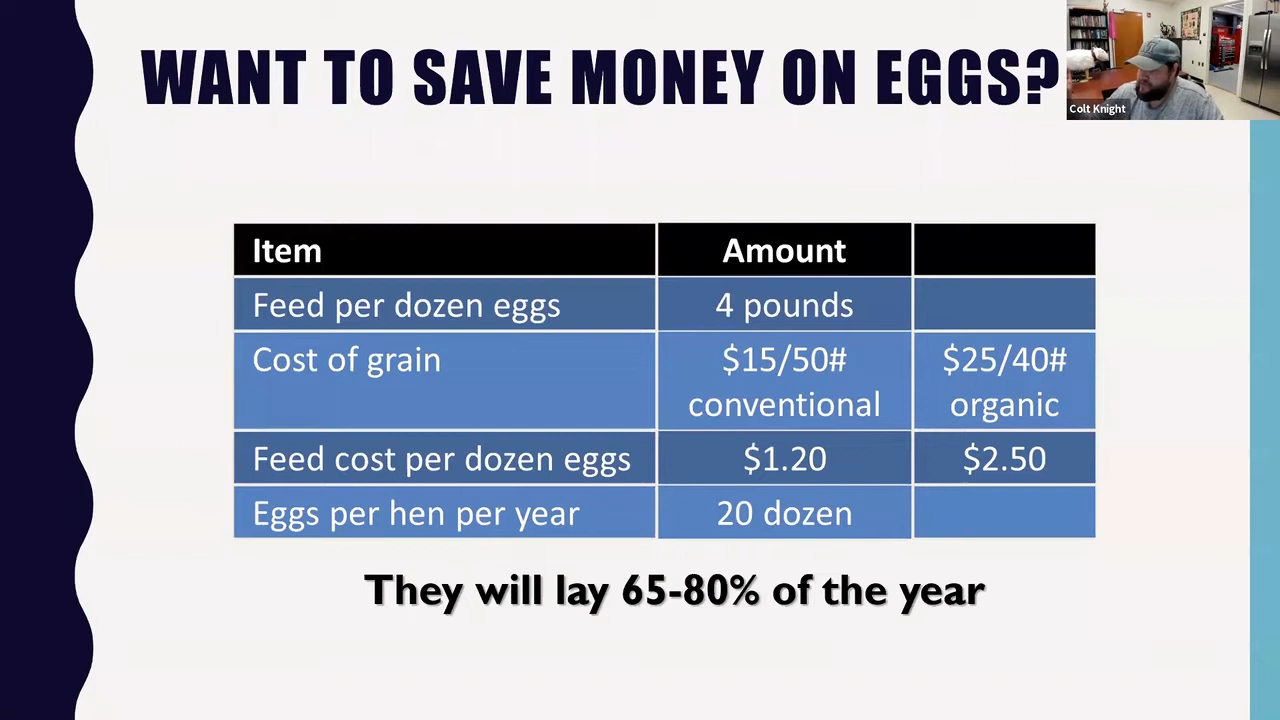 WANT TO SAVE MONEY ON EGGS?
Colt Knight
Item Amount
Feed per dozen eggs 4 pounds
Cost of grain $15/50# $25/40#
conventional organic
Feed cost per dozen eggs $1.20 $2.50
Eggs per hen per year 20 dozen
They will lay 65-80% of the year